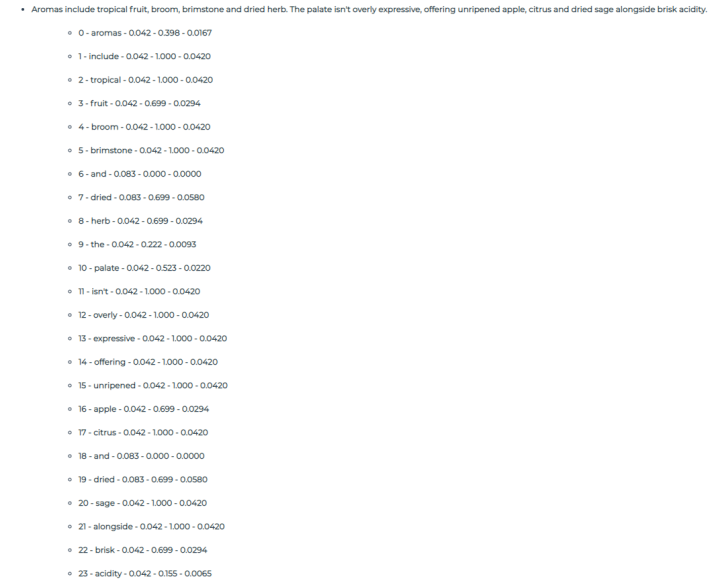 Aromas include tropical fruit, broom, brimstone and dried herb. The palate isn't overly expressive, offering unripened apple, citrus and dried sage alongside brisk acidity.
0 - aromas - 0.042 - 0.398 - 0.0167
1 - include - 0.042 - 1.000 - 0.0420
2 - tropical - 0.042 - 1.000 - 0.0420
3 - fruit - 0.042 - 0.699 - 0.0294
4 - broom - 0.042 - 1.000 - 0.0420
5 - brimstone - 0.042 - 1.000 - 0.0420
6 - and - 0.083 - 0.000 - 0.0000
7 - dried - 0.083 - 0.699 - 0.0580
8 - herb - 0.042 - 0.699 - 0.0294
9 - the - 0.042 - 0.222 - 0.0093
10 - palate - 0.042 - 0.523 - 0.0220
11 - isn't - 0.042 - 1.000 - 0.0420
12 - overly - 0.042 - 1.000 - 0.0420
13 - expressive - 0.042 - 1.000 - 0.0420
14 - offering - 0.042 - 1.000 - 0.0420
15 - unripened - 0.042 - 1.000 - 0.0420
16 - apple - 0.042 - 0.699 - 0.0294
17 - citrus - 0.042 - 1.000 - 0.0420
18 - and - 0.083 - 0.000 - 0.0000
19 - dried - 0.083 - 0.699 - 0.0580
20 - sage - 0.042 - 1.000 - 0.0420
21 - alongside - 0.042 - 1.000 - 0.0420
22 - brisk - 0.042 - 0.699 - 0.0294
23 - acidity - 0.042 - 0.155 - 0.0065